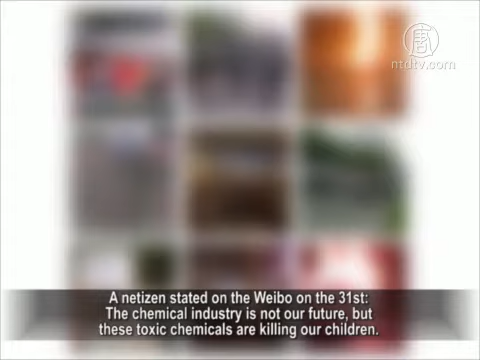 唐
ntdtv.com
A netizen stated on the Weibo on the 31st:
The chemical industry is not our future, but
these toxic chemicals are killing our children.